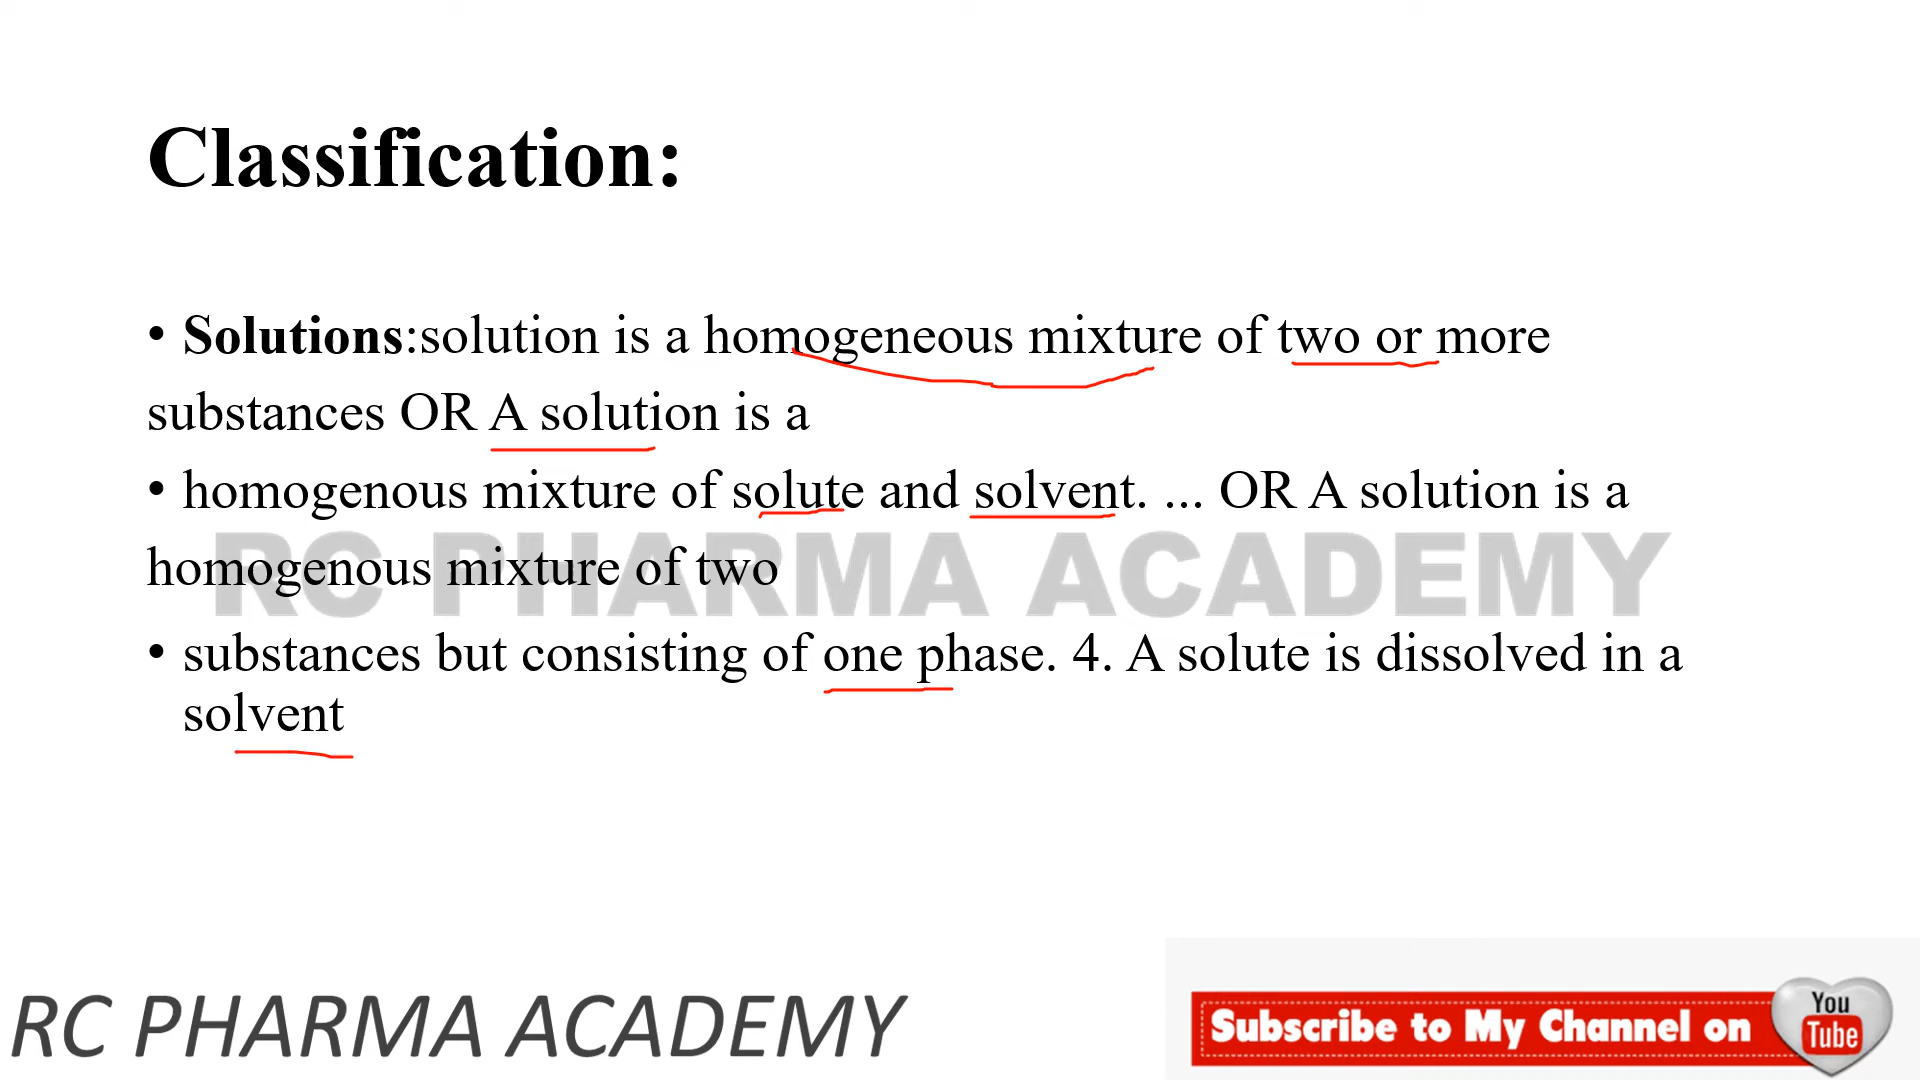 Classification:
• Solutions:solution is a homogeneous mixture of two or more
substances OR A solution is a
• homogenous mixture of solute and solvent. ... OR A solution is a
RC PHARMA ACADEMY
homogenous mixture of two
• substances but consisting of one phase. 4. A solute is dissolved in a
solvent
RC PHARMA ACADEMY
Subscribe to My Channel on
You
Tube